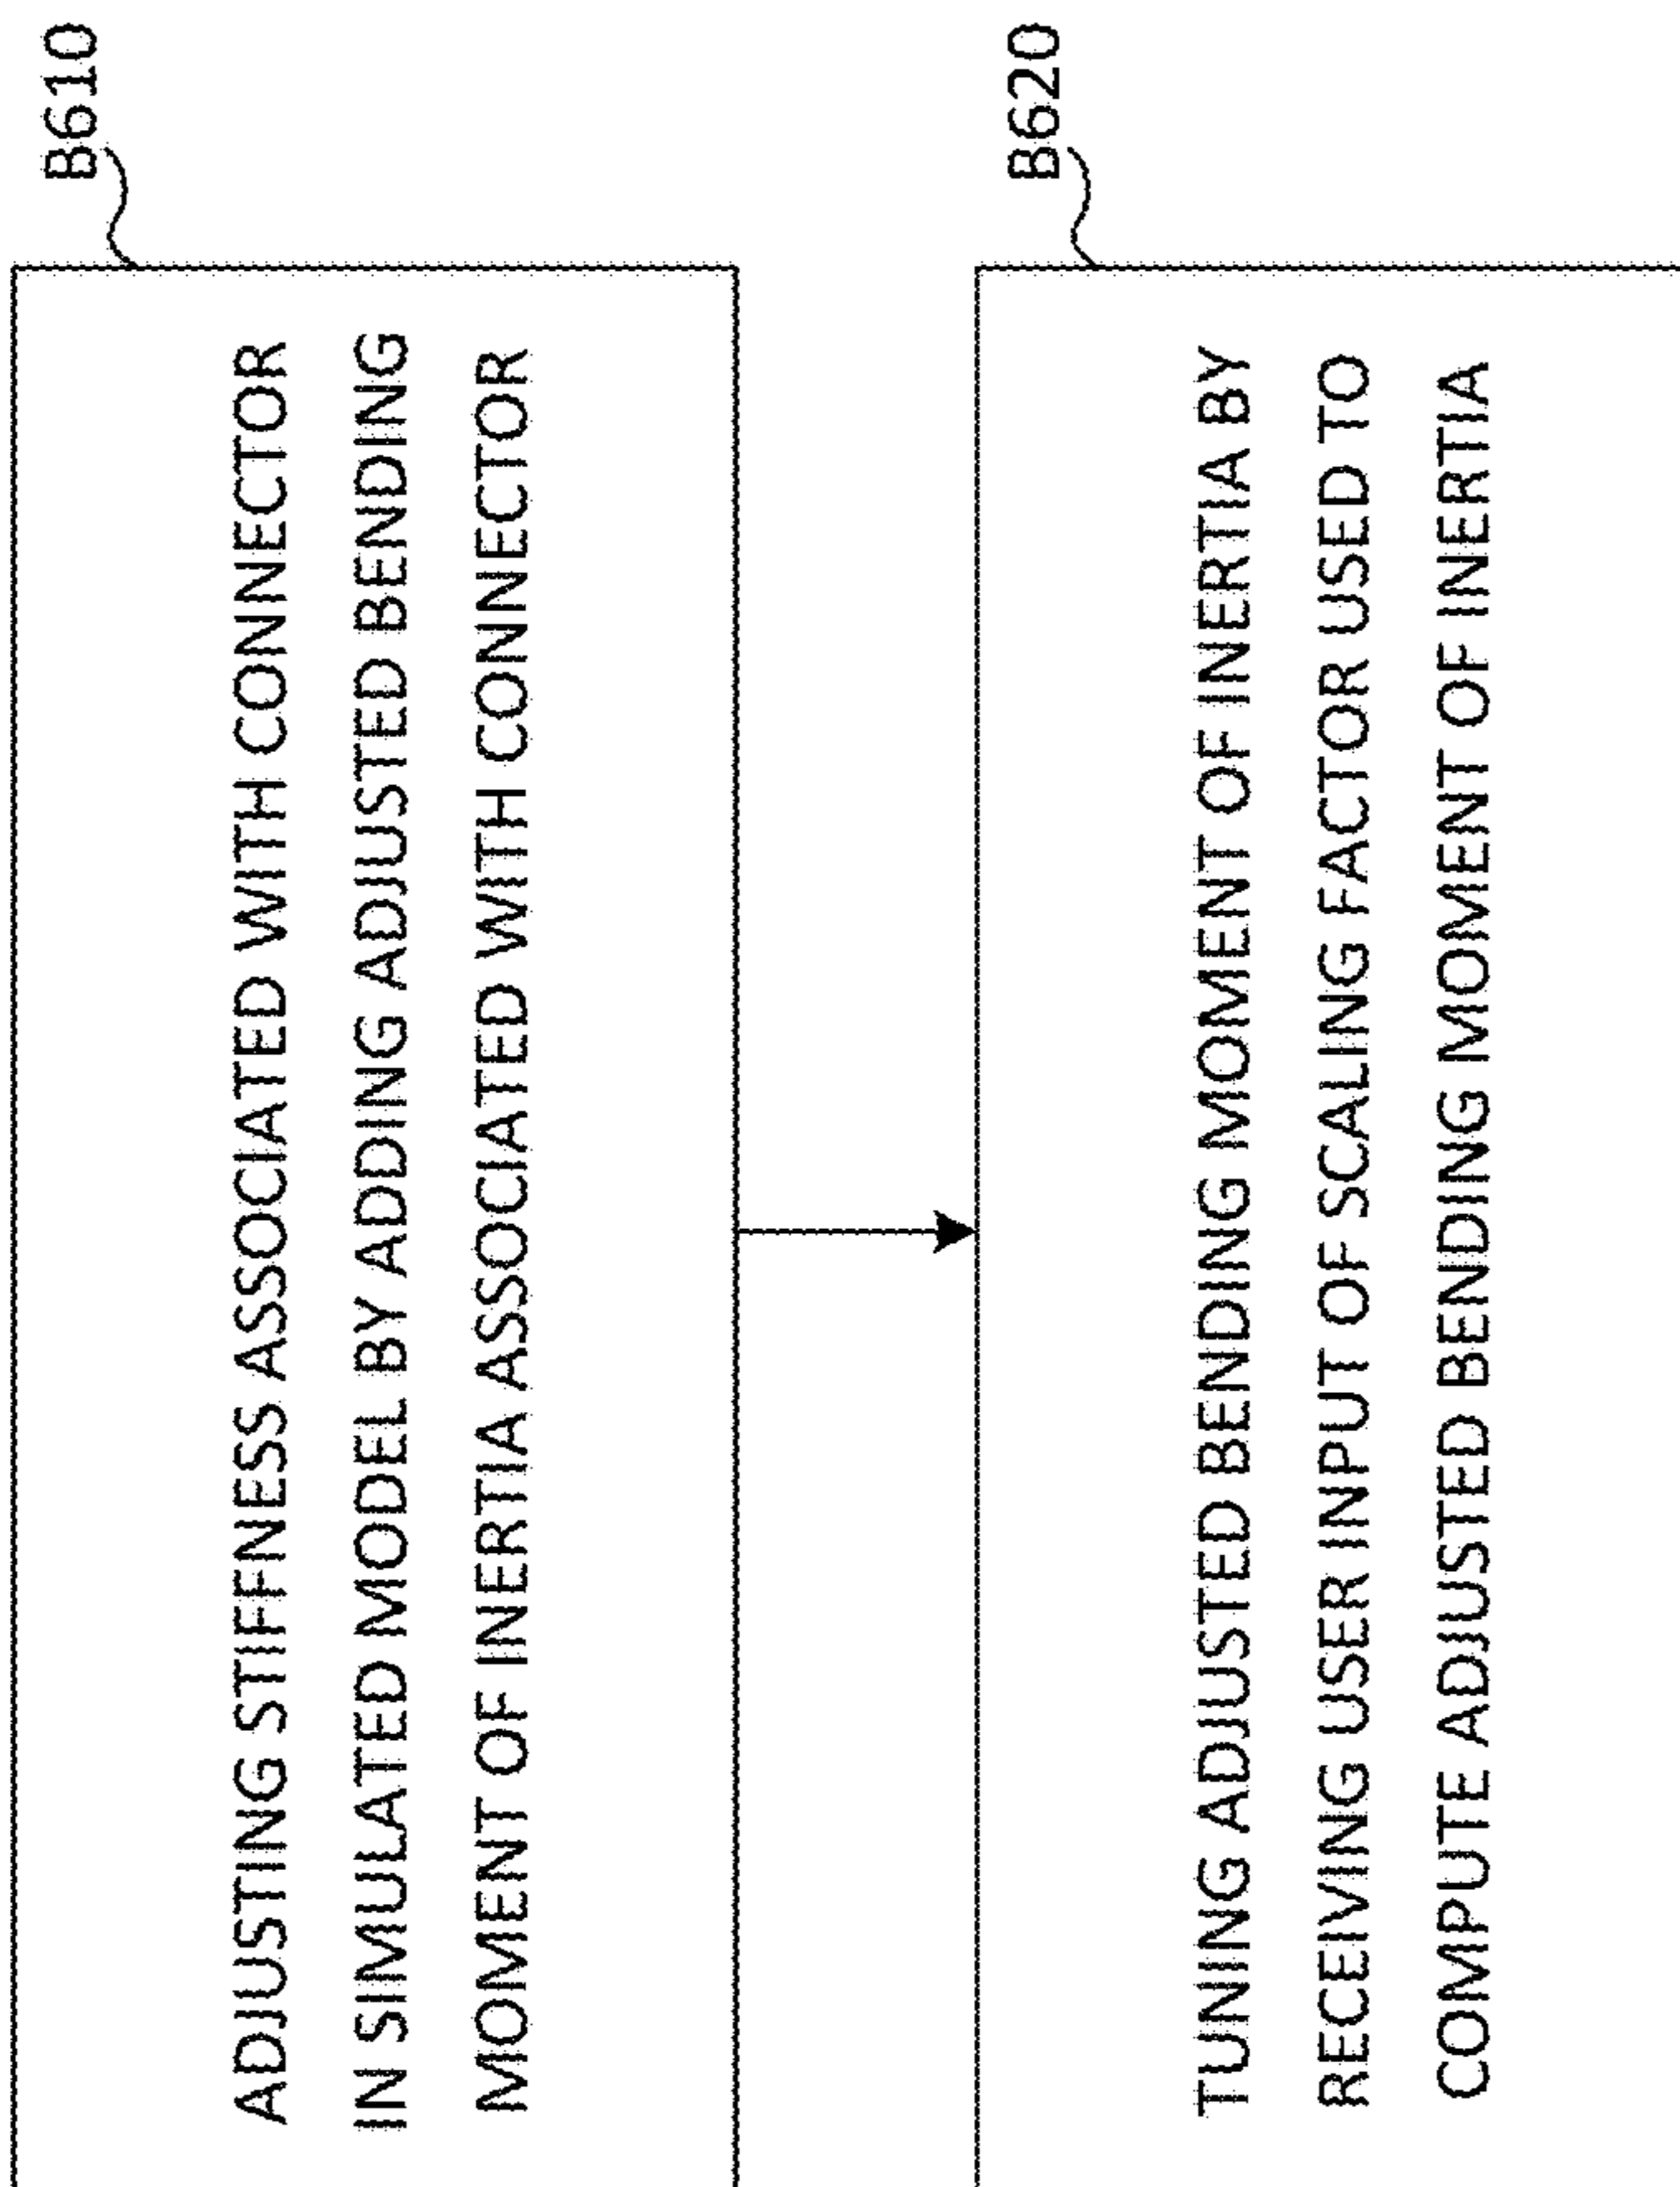 B610
ADJUSTING STIFFNESS ASSOCIATED WITH CONNECTOR
IN SIMULATED MODEL BY ADDING ADJUSTED BENDING
MOMENT OF INERTIA ASSOCIATED WITH CONNECTOR
B620
TUNING ADJUSTED BENDING MOMENT OF INERTIA BY
RECEIVING USER INPUT OF SCALING FACTOR USED TO
COMPUTE ADJUSTED BENDING MOMENT OF INERTIA